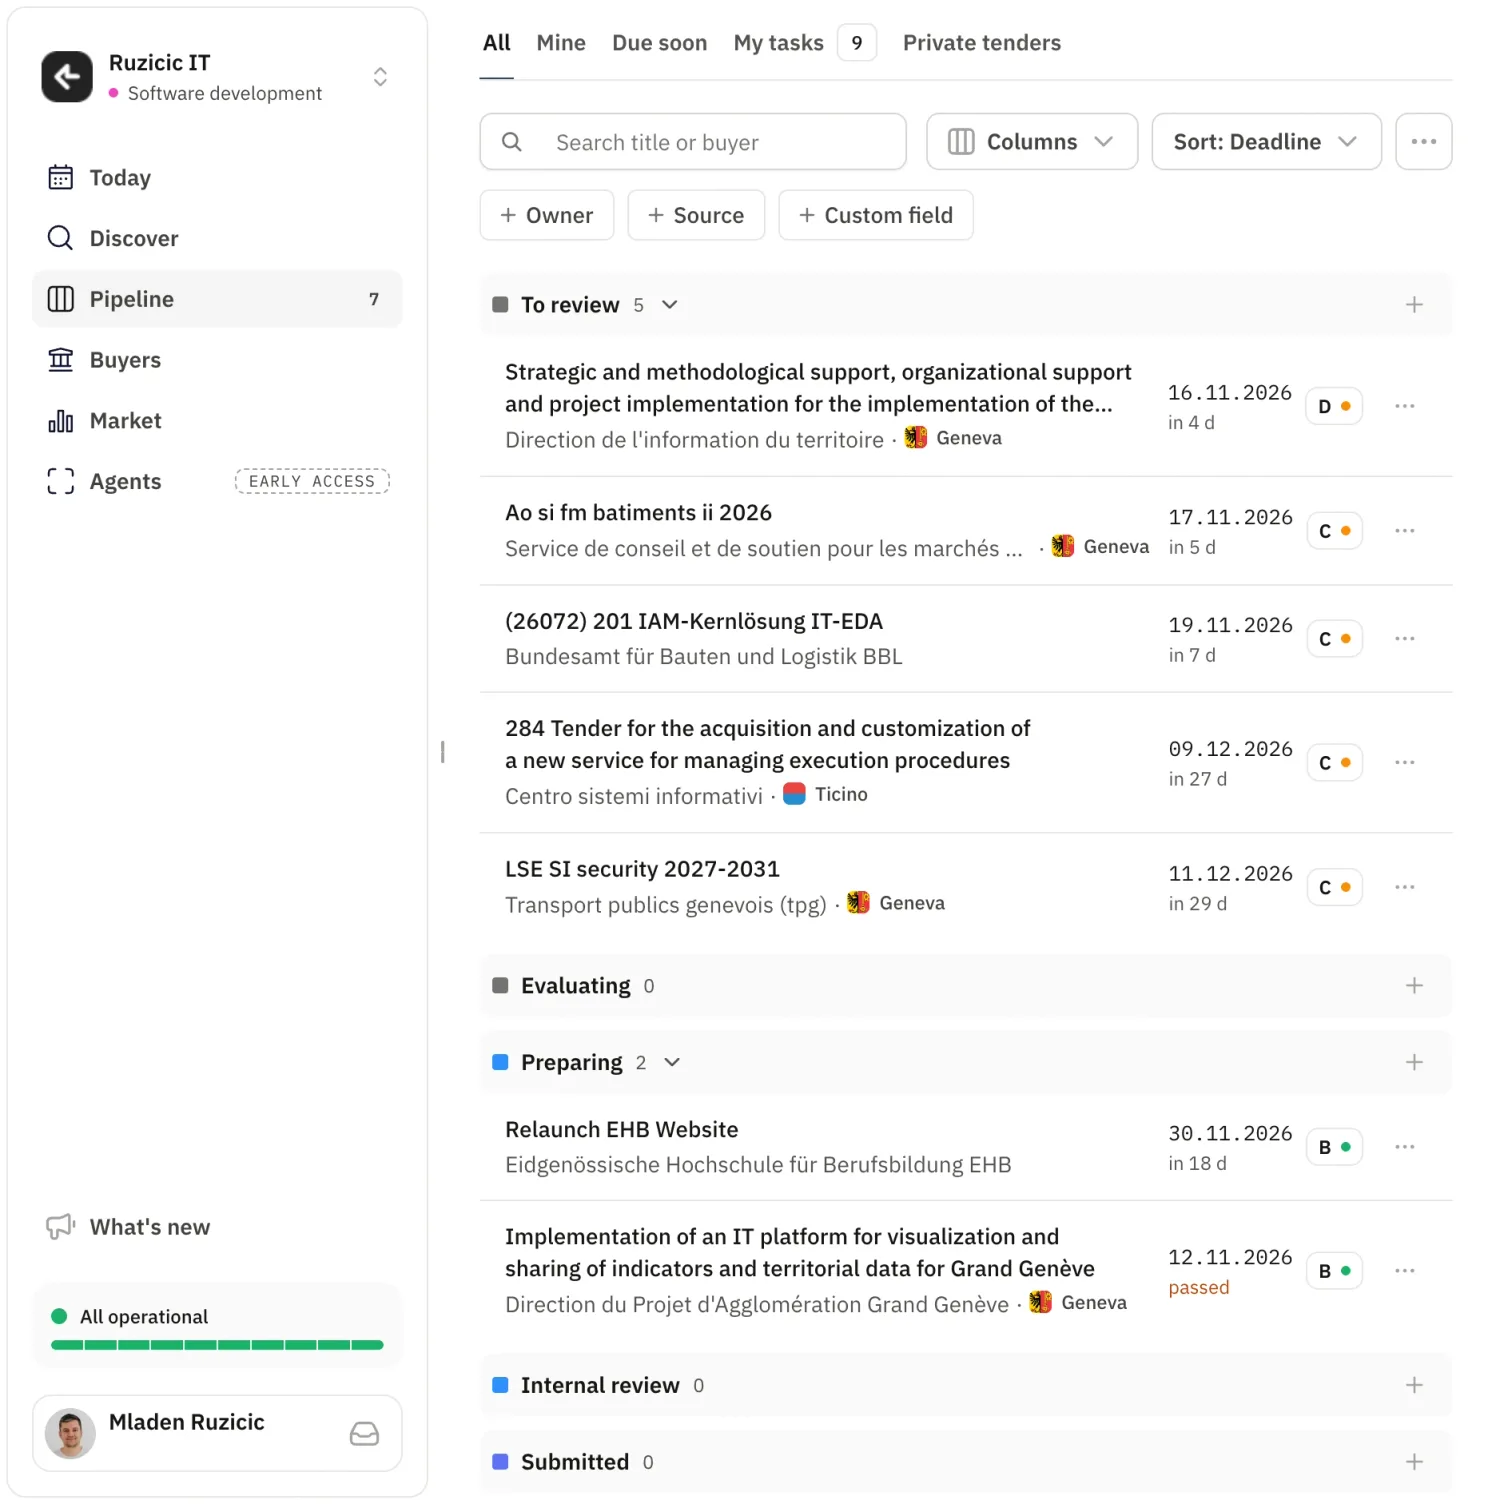 Ruzicic IT
Software development
Today
Discover
Pipeline 7
Buyers
Market
Agents EARLY ACCESS
What's new
All operational
Mladen Ruzicic
All Mine Due soon My tasks 9 Private tenders
Search title or buyer Columns Sort: Deadline
+ Owner + Source + Custom field
To review 5
Strategic and methodological support, organizational support
and project implementation for the implementation of the...
Direction de l'information du territoire · Geneva
16.11.2026
in 4 d
D
Ao si fm batiments ii 2026
Service de conseil et de soutien pour les marchés ... · Geneva
17.11.2026
in 5 d
C
(26072) 201 IAM-Kernlösung IT-EDA
Bundesamt für Bauten und Logistik BBL
19.11.2026
in 7 d
C
284 Tender for the acquisition and customization of
a new service for managing execution procedures
Centro sistemi informativi · Ticino
09.12.2026
in 27 d
C
LSE SI security 2027-2031
Transport publics genevois (tpg) · Geneva
11.12.2026
in 29 d
C
Evaluating 0
Preparing 2
Relaunch EHB Website
Eidgenössische Hochschule für Berufsbildung EHB
30.11.2026
in 18 d
B
Implementation of an IT platform for visualization and
sharing of indicators and territorial data for Grand Genève
Direction du Projet d'Agglomération Grand Genève · Geneva
12.11.2026
passed
B
Internal review 0
Submitted 0